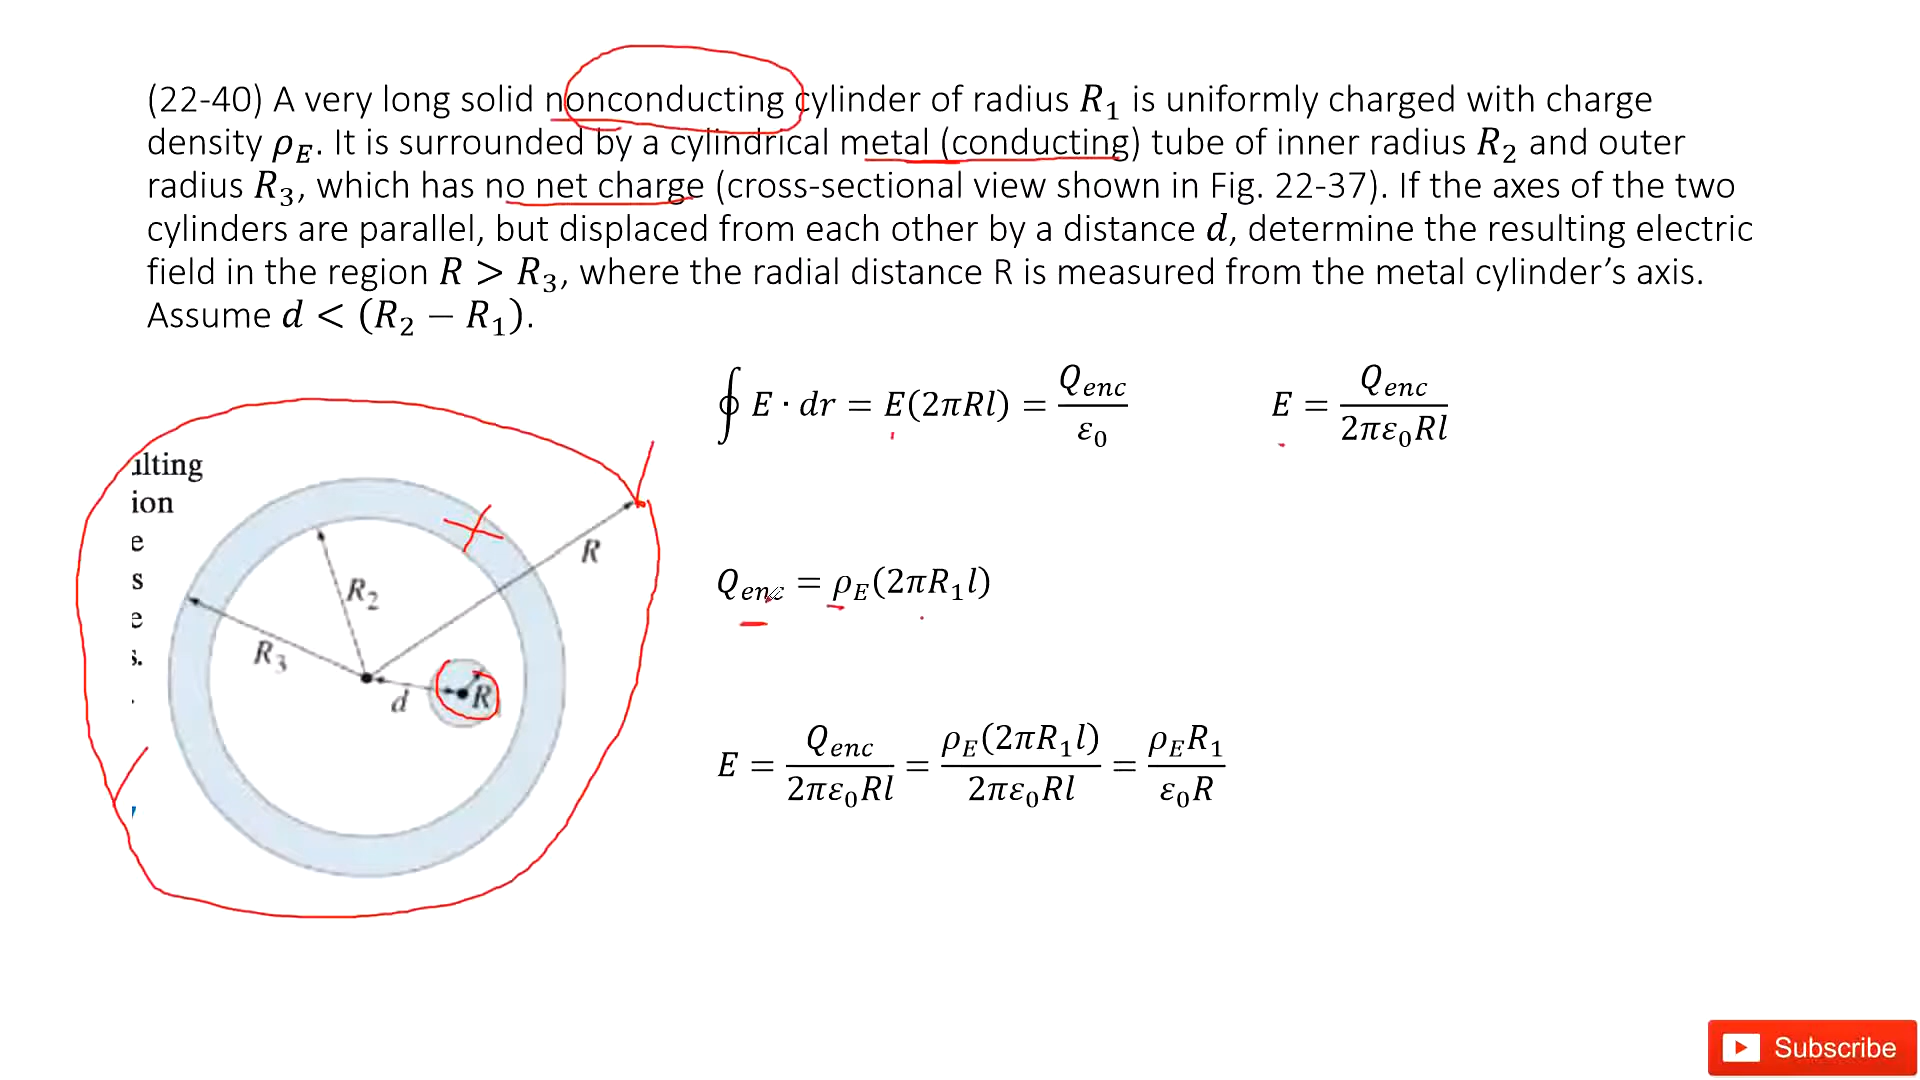 (22-40) A very long solid nonconducting cylinder of radius R₁ is uniformly charged with charge
density ρ_E. It is surrounded by a cylindrical metal (conducting) tube of inner radius R₂ and outer
radius R₃, which has no net charge (cross-sectional view shown in Fig. 22-37). If the axes of the two
cylinders are parallel, but displaced from each other by a distance d, determine the resulting electric
field in the region R > R₃, where the radial distance R is measured from the metal cylinder’s axis.
Assume d < (R₂ − R₁).
∮ E · dr = E(2πRl) = Q_enc / ε₀
E = Q_enc / 2πε₀Rl
ulting
ion
e
s
e
s.
.
R₂
R
R₃
d
R
Q_enc = ρ_E(2πR₁l)
E = Q_enc / 2πε₀Rl = ρ_E(2πR₁l) / 2πε₀Rl = ρ_E R₁ / ε₀R
Subscribe